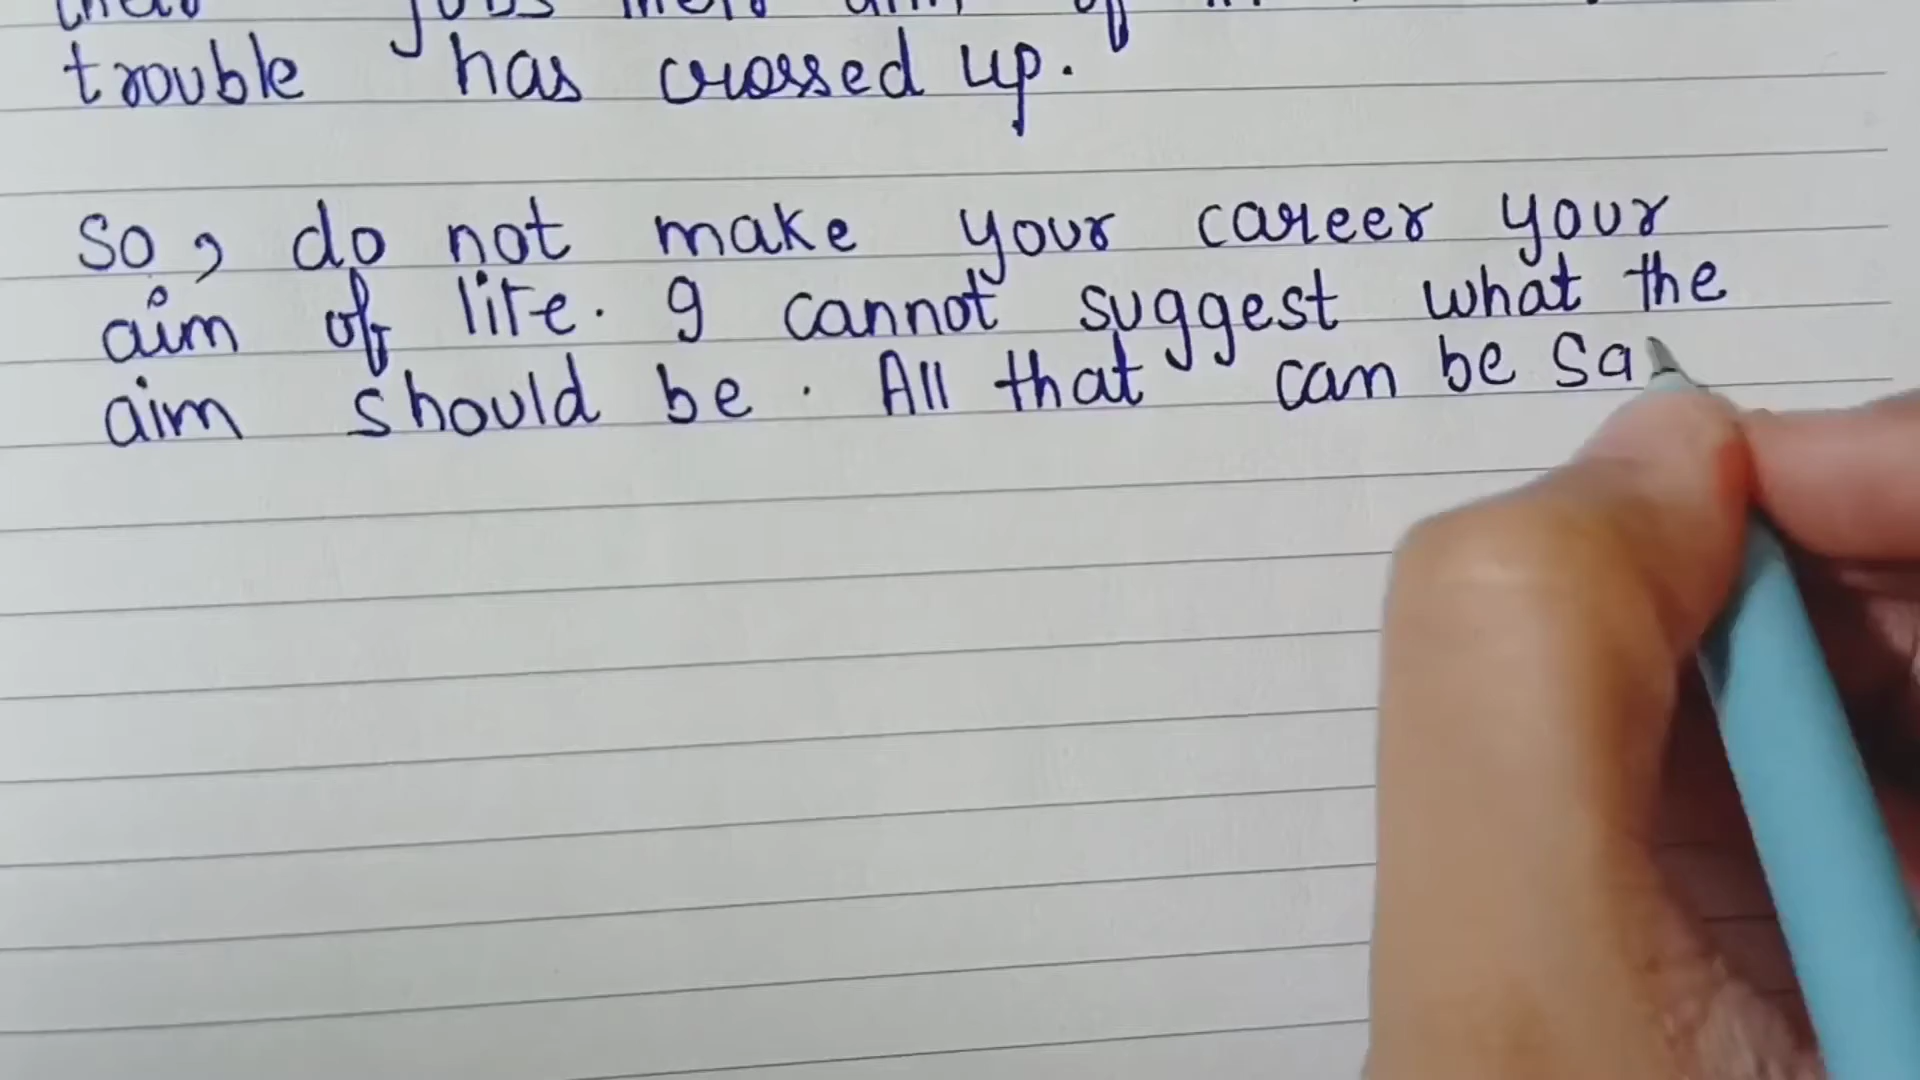 trouble has crossed up.
So, do not make your career your
aim of life. I cannot suggest what the
aim should be. All that can be sa